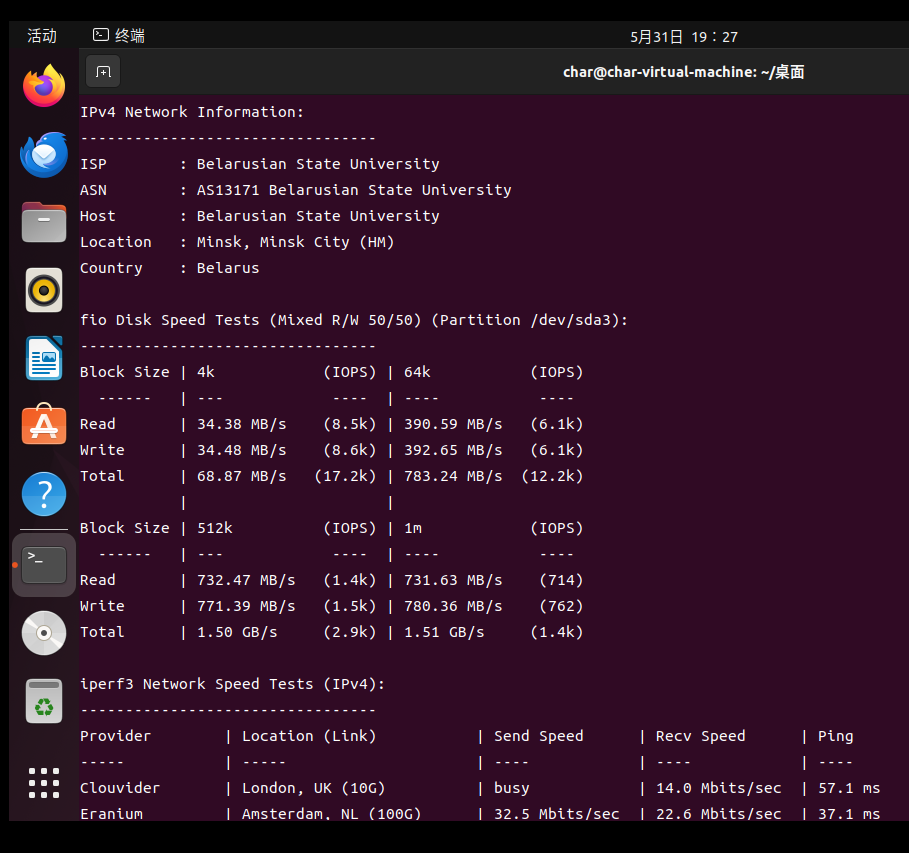 活动 终端 5月31日 19：27
char@char-virtual-machine: ~/桌面
IPv4 Network Information:
---------------------------------
ISP        : Belarusian State University
ASN        : AS13171 Belarusian State University
Host       : Belarusian State University
Location   : Minsk, Minsk City (HM)
Country    : Belarus
fio Disk Speed Tests (Mixed R/W 50/50) (Partition /dev/sda3):
---------------------------------
Block Size | 4k            (IOPS) | 64k           (IOPS)
  ------   | ---            ----  | ----           ----
Read       | 34.38 MB/s    (8.5k) | 390.59 MB/s   (6.1k)
Write      | 34.48 MB/s    (8.6k) | 392.65 MB/s   (6.1k)
Total      | 68.87 MB/s   (17.2k) | 783.24 MB/s  (12.2k)
           |                      |
Block Size | 512k          (IOPS) | 1m            (IOPS)
  ------   | ---            ----  | ----           ----
Read       | 732.47 MB/s   (1.4k) | 731.63 MB/s    (714)
Write      | 771.39 MB/s   (1.5k) | 780.36 MB/s    (762)
Total      | 1.50 GB/s     (2.9k) | 1.51 GB/s     (1.4k)
iperf3 Network Speed Tests (IPv4):
---------------------------------
Provider        | Location (Link)           | Send Speed      | Recv Speed      | Ping
-----           | -----                     | ----            | ----            | ----
Clouvider       | London, UK (10G)          | busy            | 14.0 Mbits/sec  | 57.1 ms
Eranium         | Amsterdam, NL (100G)      | 32.5 Mbits/sec  | 22.6 Mbits/sec  | 37.1 ms